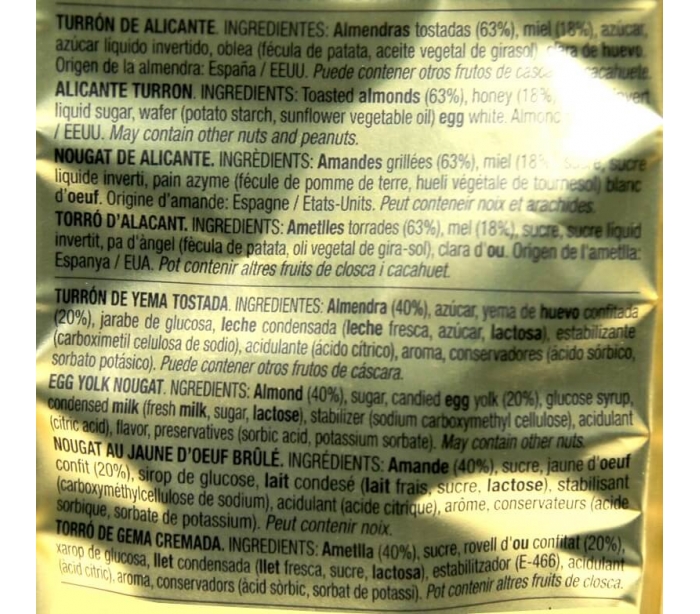 TURRÓN DE ALICANTE. INGREDIENTES: Almendras tostadas (63%), miel (18%), azúcar,
azúcar líquido invertido, oblea (fécula de patata, aceite vegetal de girasol) clara de huevo.
Origen de la almendra: España / EEUU. Puede contener otros frutos de cacahuete.
ALICANTE TURRON. INGREDIENTS: Toasted almonds (63%), honey (18%,
liquid sugar, wafer (potato starch, sunflower vegetable oil) egg white.
/ EEUU. May contain other nuts and peanuts.
NOUGAT DE ALICANTE. INGRÉDIENTS: Amandes grillées (63%), miel (18% sucre
liquide inverti, pain azyme (fécule de pomme de terre, hueli végétale de tournesol) blanc
d'oeuf. Origine d'amande: Espagne / Etats-Unis. Peut conteneir noix et arachides.
TORRÓ D'ALACANT. INGREDIENTS: Ametlles torrades (63%), mel (18%), sucre, sucre liquid
invertit, pa d'àngel (fècula de patata, oli vegetal de gira-sol), clara d'ou. Origen de l'ametlla:
Espanya / EUA. Pot contenir altres fruits de closca i cacahuet.
TURRÓN DE YEMA TOSTADA. INGREDIENTES: Almendra (40%), azúcar, yema de huevo confitada
(20%), jarabe de glucosa, leche condensada (leche fresca, azúcar, lactosa), estabilizante
(carboximetil celulosa de sodio), acidulante (ácido cítrico), aroma, conservadores (ácido sórbico,
sorbato potásico). Puede contener otros frutos de cáscara.
EGG YOLK NOUGAT. NGREDIENTS: Almond (40%), sugar, candied egg yolk (20%), glucose syrup,
condensed milk (fresh milk, sugar, lactose), stabilizer (sodium carboxymethyl cellulose), acidulant
(citric acid), flavor, preservatives (sorbic acid, potassium sorbate). May contain other nuts.
NOUGAT AU JAUNE D'OEUF BRÛLÉ. INGRÉDIENTS: Amande (40%), sucre, jaune d'oeuf
confit (20%), sirop de glucose, lait condesé (lait frais, sucre, lactose), stabilisant
(carboxyméthylcellulose de sodium), acidulant (acide citrique), arôme, conservateurs (acide
sorbique, sorbate de potassium). Peut contenir noix.
TORRÓ DE GEMA CREMADA. INGREDIENTS: Ametlla (40%), sucre, rovell d'ou confitat (20%),
xarop de glucosa, llet condensada (llet fresca, sucre, lactosa), estabilitzador (E-466), acidulant
(àcid cítric), aroma, conservadors (àcid sòrbic, sorbat de potassi). Pot contenir altres fruits de closca.